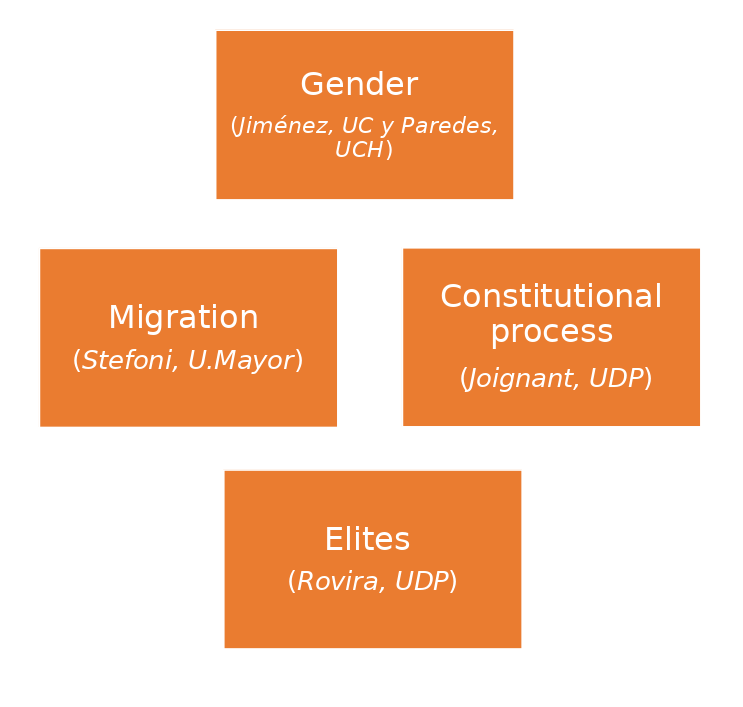 Gender
(Jiménez, UC y Paredes,
UCH)
Migration
(Stefoni, U.Mayor)
Constitutional
process
(Joignant, UDP)
Elites
(Rovira, UDP)